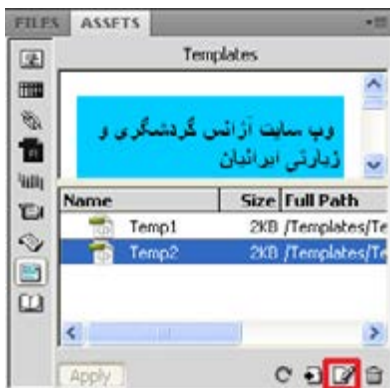 FILES ASSETS
Templates
وب سایت آژانس گردشگری و
زیارتی ایرانیان
Name Size Full Path
Temp1 2KB /Templates/Te
Temp2 2KB /Templates/Te
Apply